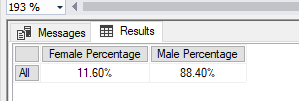 193 %
Messages Results
Female Percentage Male Percentage
All 11.60% 88.40%